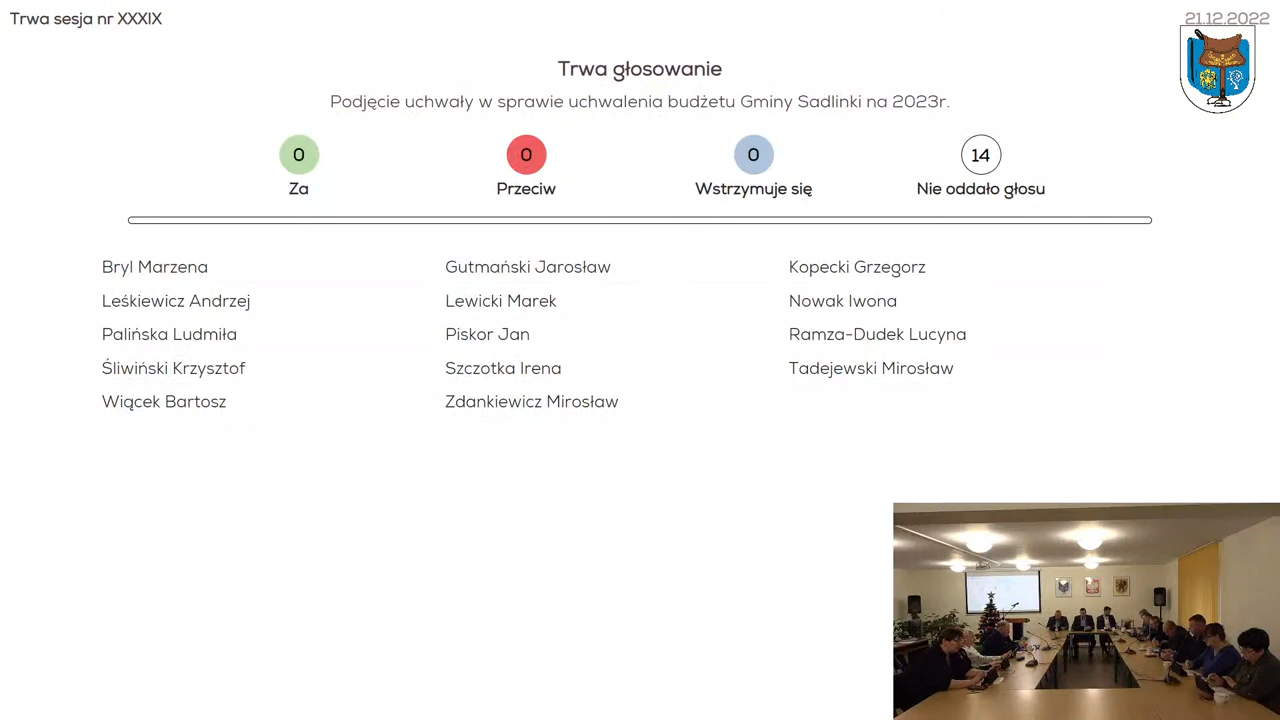 Trwa sesja nr XXXIX
21.12.2022
Trwa głosowanie
Podjęcie uchwały w sprawie uchwalenia budżetu Gminy Sadlinki na 2023r.
0 0 0 14
Za Przeciw Wstrzymuje się Nie oddało głosu
Bryl Marzena Gutmański Jarosław Kopecki Grzegorz
Leśkiewicz Andrzej Lewicki Marek Nowak Iwona
Palińska Ludmiła Piskor Jan Ramza-Dudek Lucyna
Śliwiński Krzysztof Szczotka Irena Tadejewski Mirosław
Wiącek Bartosz Zdankiewicz Mirosław